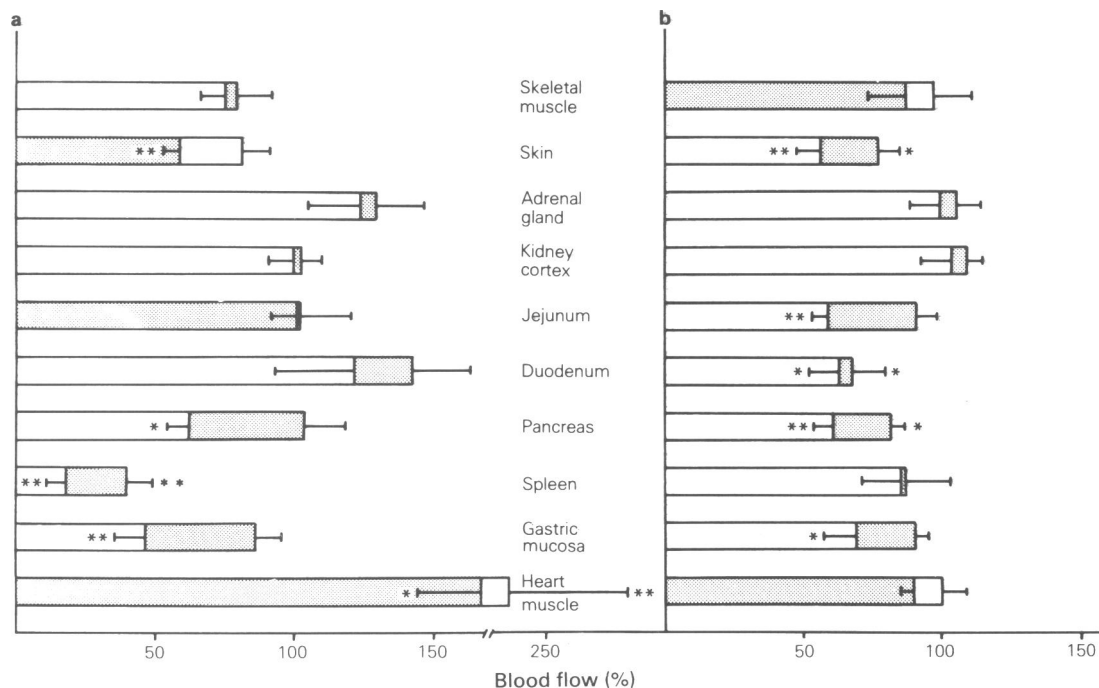 a
b
Skeletal
muscle
**
Skin
**
*
Adrenal
gland
Kidney
cortex
Jejunum
**
Duodenum
*
*
*
Pancreas
**
*
**
**
Spleen
**
Gastric
mucosa
*
*
Heart
muscle
**
50
100
150
250
50
100
150
Blood flow (%)